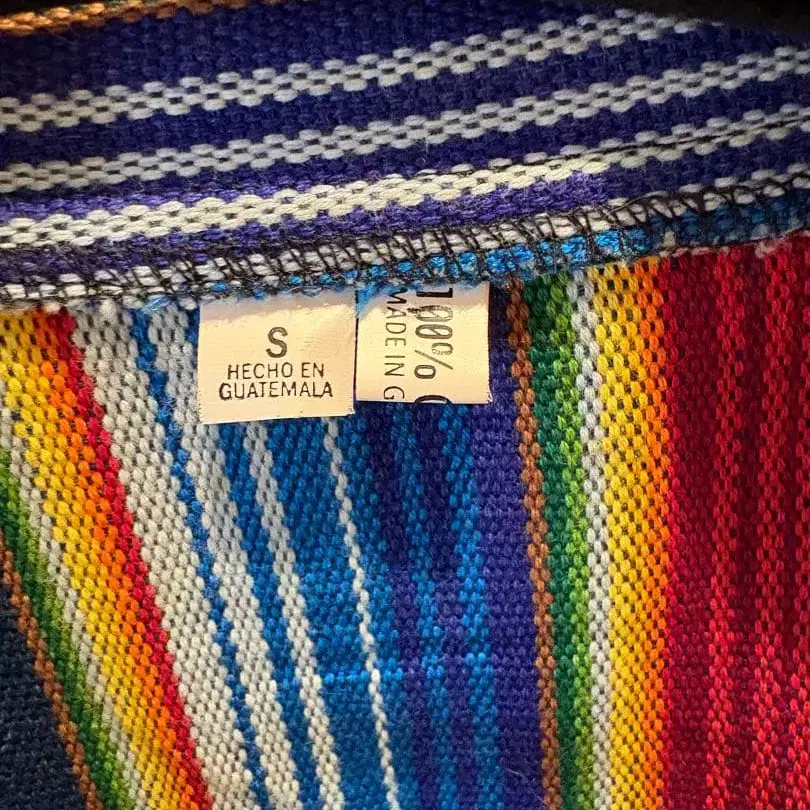 S
HECHO EN
GUATEMALA
100%
MADE IN G